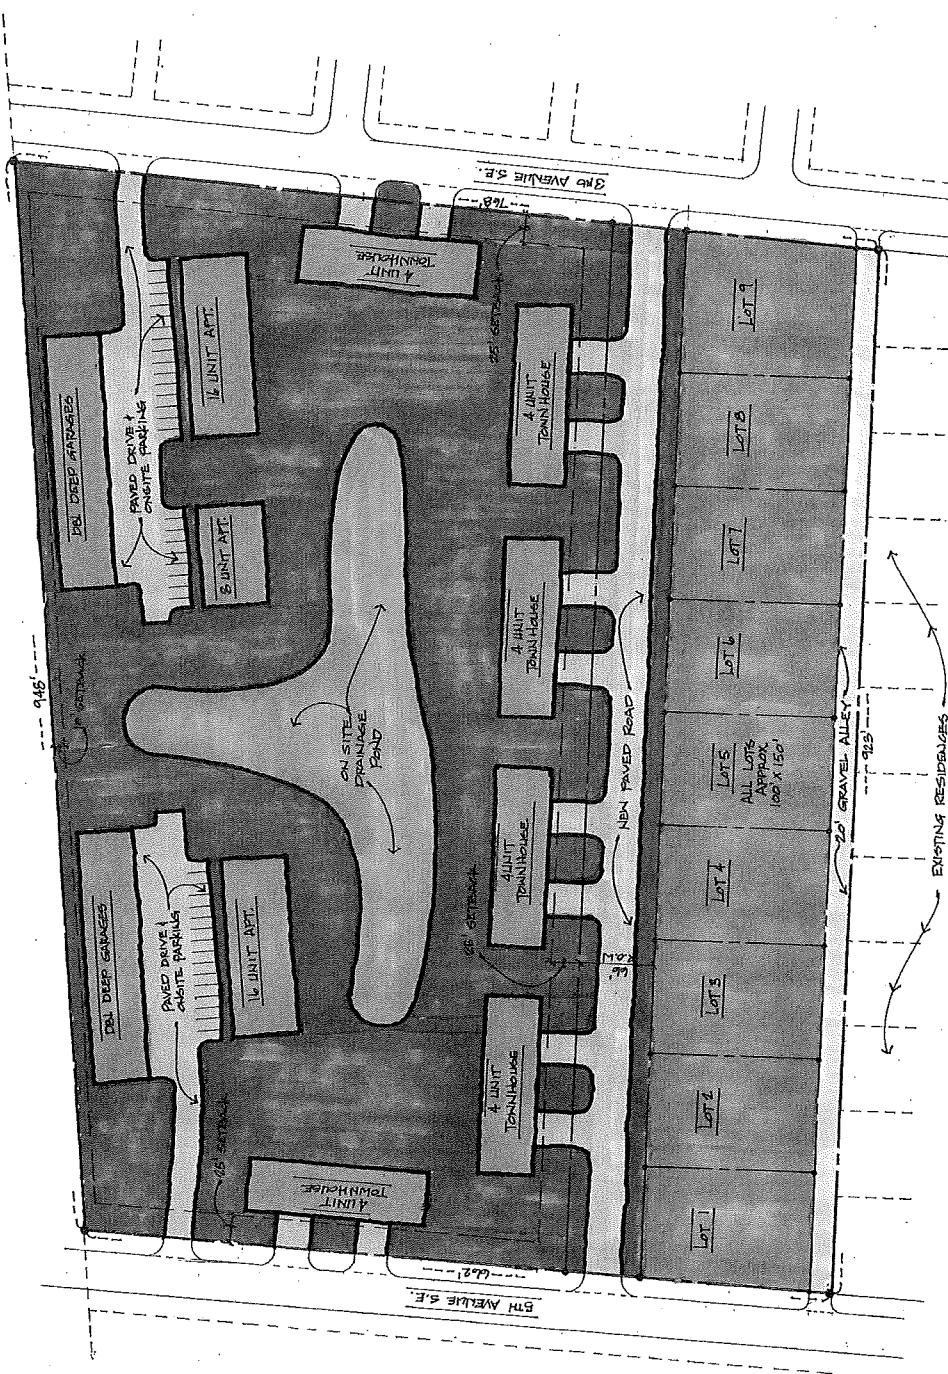 3RD AVENUE S.E.
768'
4 UNIT
TOWNHOUSE
25' SETBACK
DBL DEEP GARAGES
PAVED DRIVE &
ONSITE PARKING
16 UNIT APT.
8 UNIT APT.
4 UNIT
TOWNHOUSE
4 UNIT
TOWNHOUSE
4 UNIT
TOWNHOUSE
4 UNIT
TOWNHOUSE
LOT 9
LOT 8
LOT 7
LOT 6
LOT 5
ALL LOTS
APPROX
100' X 150'
LOT 4
LOT 3
LOT 2
LOT 1
948'
SETBACK
ON SITE
DRAINAGE
POND
NEW PAVED ROAD
20' GRAVEL ALLEY
923'
EXISTING RESIDENCES
DBL DEEP GARAGES
PAVED DRIVE &
ONSITE PARKING
16 UNIT APT.
SETBACK
66'
R.O.W.
25' SETBACK
4 UNIT
TOWNHOUSE
662'
5TH AVENUE S.E.